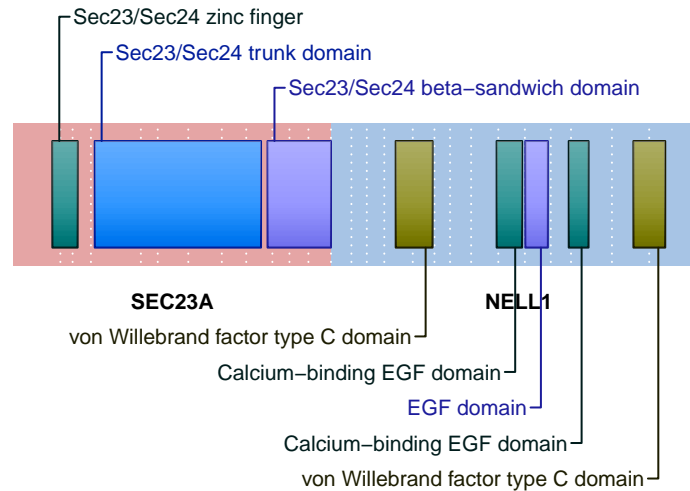 Sec23/Sec24 zinc finger
Sec23/Sec24 trunk domain
Sec23/Sec24 beta−sandwich domain
SEC23A
NELL1
von Willebrand factor type C domain
Calcium−binding EGF domain
EGF domain
Calcium−binding EGF domain
von Willebrand factor type C domain